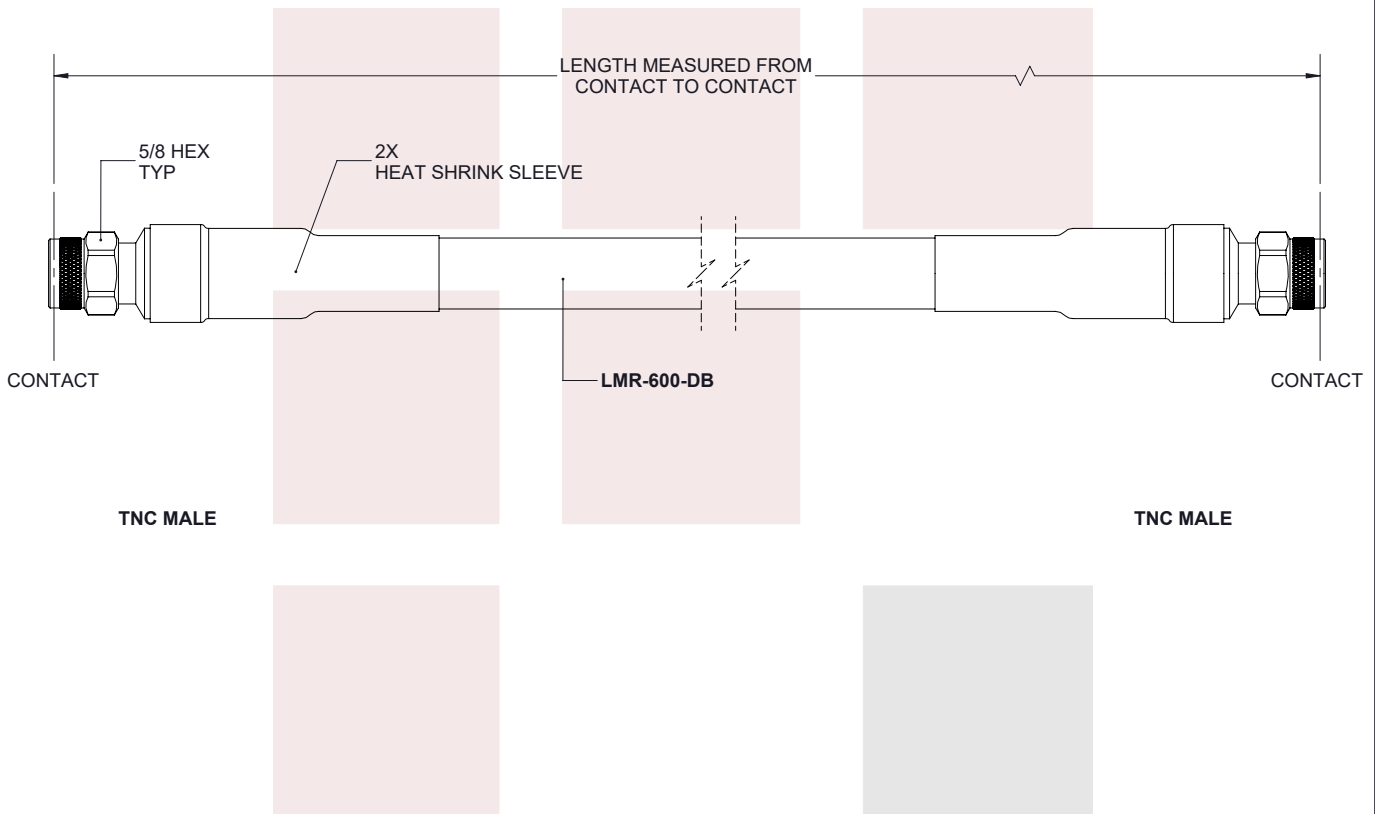 LENGTH MEASURED FROM
CONTACT TO CONTACT
5/8 HEX
TYP
2X
HEAT SHRINK SLEEVE
CONTACT
LMR-600-DB
CONTACT
TNC MALE
TNC MALE